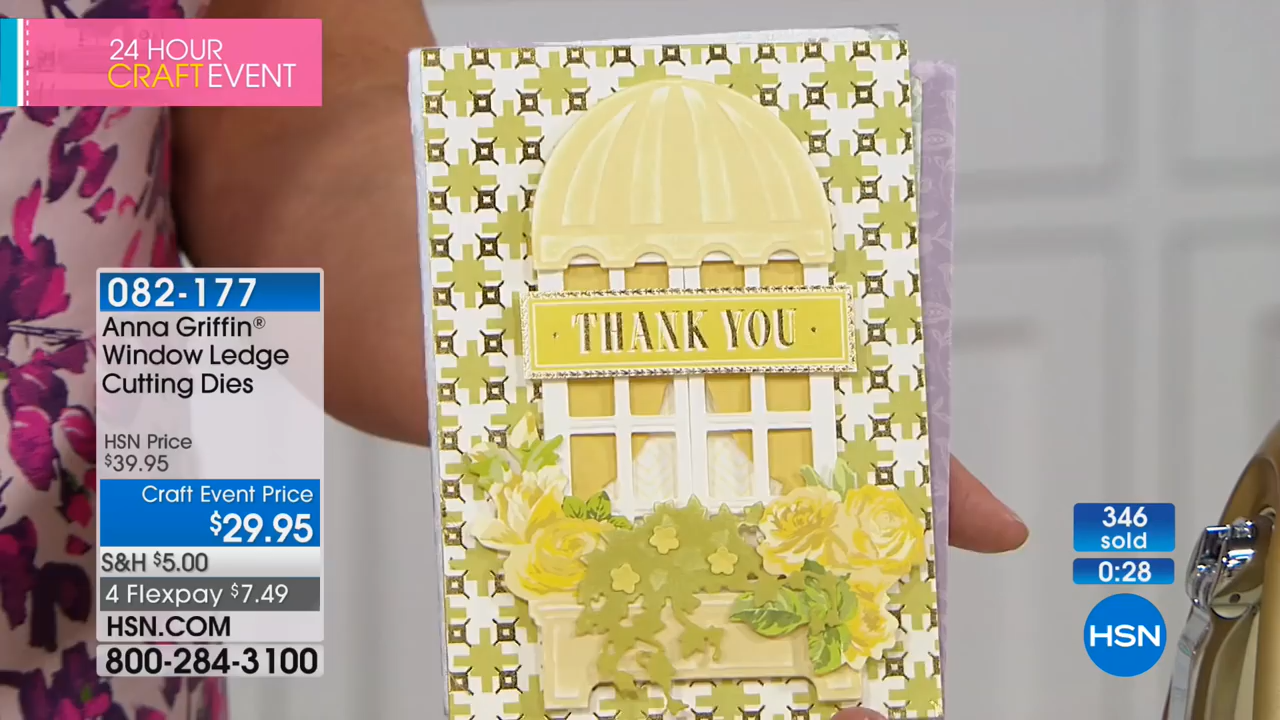 24 HOUR
CRAFT EVENT
082-177
Anna Griffin®
Window Ledge
Cutting Dies
HSN Price
$39.95
Craft Event Price
$29.95
S&H $5.00
4 Flexpay $7.49
HSN.COM
800-284-3100
THANK YOU
346
sold
0:28
HSN